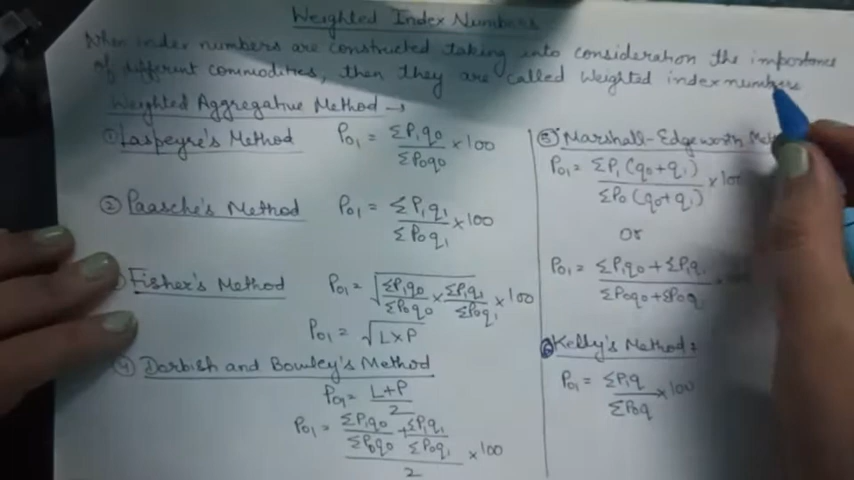 Weighted Index Numbers
When index numbers are constructed taking into consideration the importance
of different commodities, then they are called Weighted index numbers
Weighted Aggregative Method →
① Laspeyre's Method P₀₁ = ΣP₁q₀ / ΣP₀q₀ × 100
② Paasche's Method P₀₁ = ΣP₁q₁ / ΣP₀q₁ × 100
Fisher's Method P₀₁ = √(ΣP₁q₀ / ΣP₀q₀ × ΣP₁q₁ / ΣP₀q₁) × 100
P₀₁ = √(L×P)
④ Dorbish and Bowley's Method
P₀₁ = L+P / 2
P₀₁ = (ΣP₁q₀ / ΣP₀q₀ + ΣP₁q₁ / ΣP₀q₁) / 2 × 100
⑤ Marshall-Edgeworth
P₀₁ = ΣP₁(q₀+q₁) / ΣP₀(q₀+q₁) × 100
Or
P₀₁ = ΣP₁q₀ + ΣP₁q₁ / ΣP₀q₀ + ΣP₀q₁
⑥ Kelly's Method:
P₀₁ = ΣP₁q / ΣP₀q × 100